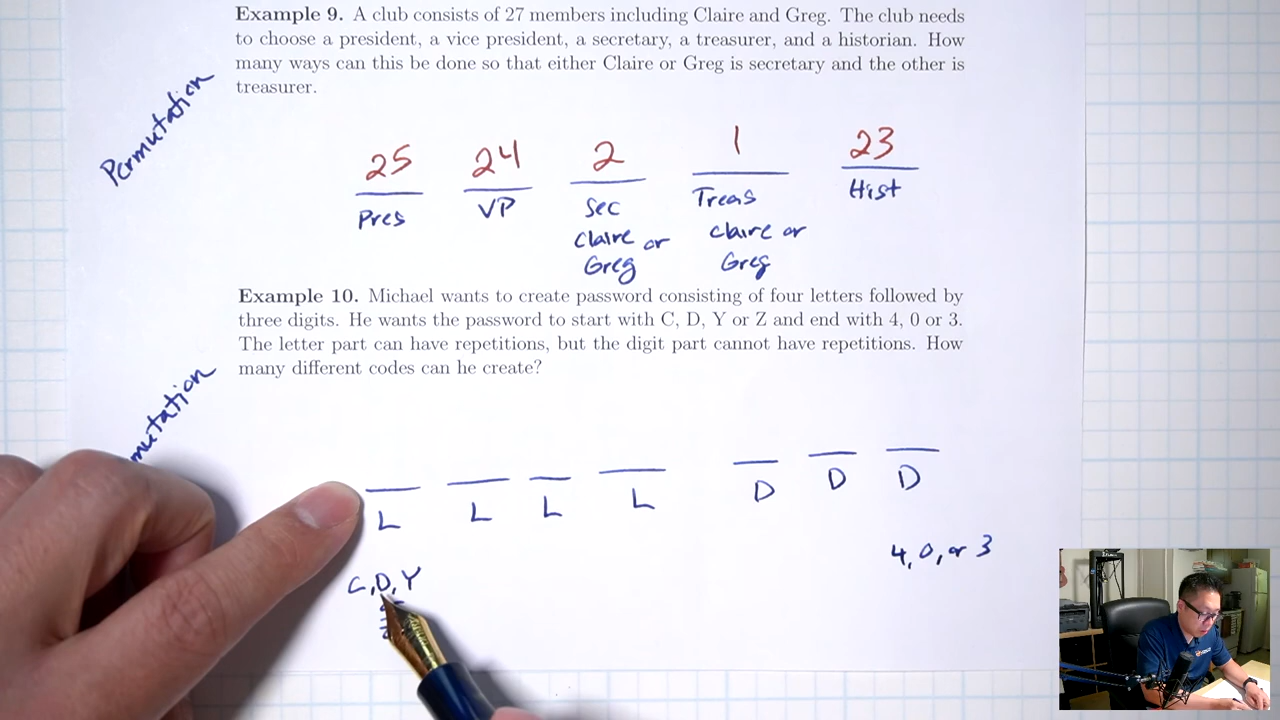 Example 9. A club consists of 27 members including Claire and Greg. The club needs
to choose a president, a vice president, a secretary, a treasurer, and a historian. How
many ways can this be done so that either Claire or Greg is secretary and the other is
treasurer.
Permutation
25 24 2 1 23
Pres VP Sec Treas Hist
Claire or Claire or
Greg Greg
Example 10. Michael wants to create password consisting of four letters followed by
three digits. He wants the password to start with C, D, Y or Z and end with 4, 0 or 3.
The letter part can have repetitions, but the digit part cannot have repetitions. How
many different codes can he create?
mutation
L L L L D D D
4, 0, or 3
C, D, Y